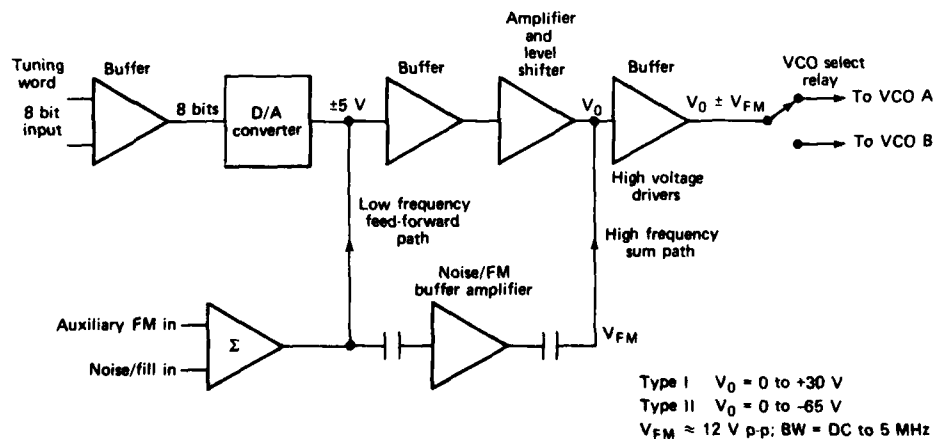 Tuning
word
8 bit
input
Buffer
8 bits
D/A
converter
±5 V
Buffer
Amplifier
and
level
shifter
V₀
Buffer
V₀ ± V_FM
VCO select
relay
To VCO A
To VCO B
High voltage
drivers
Low frequency
feed-forward
path
High frequency
sum path
Noise/FM
buffer amplifier
Auxiliary FM in
Noise/fill in
Σ
V_FM
Type I V₀ = 0 to +30 V
Type II V₀ = 0 to -65 V
V_FM ≈ 12 V p-p; BW = DC to 5 MHz